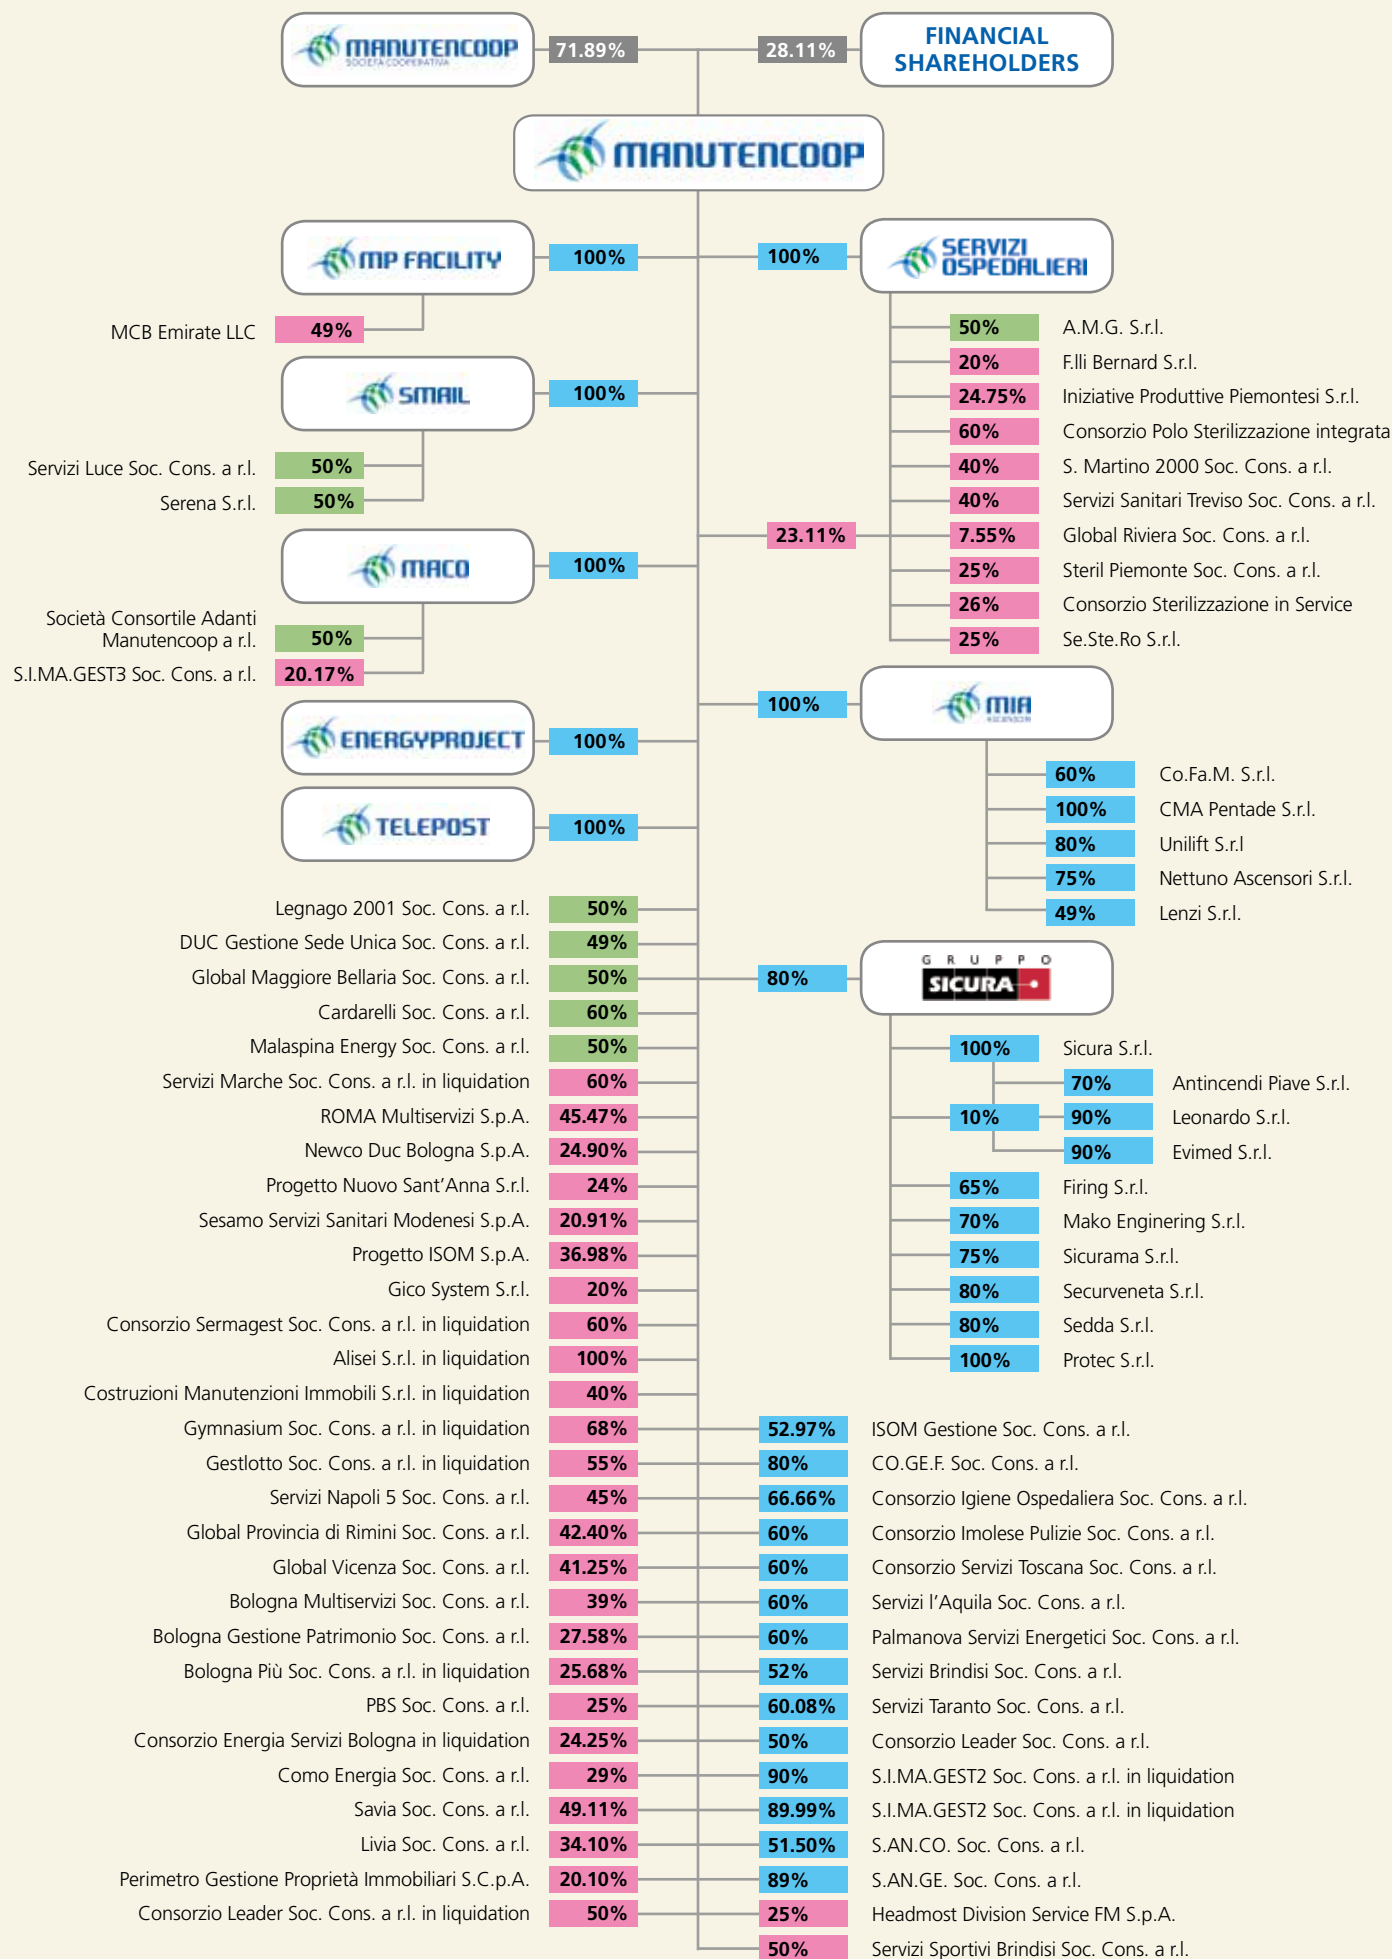 MANUTENCOOP
SOCIETÀ COOPERATIVA
71.89%
28.11%
FINANCIAL
SHAREHOLDERS
MANUTENCOOP
MP FACILITY
100%
MCB Emirate LLC 49%
SMAIL
100%
Servizi Luce Soc. Cons. a r.l. 50%
Serena S.r.l. 50%
MACO
100%
Società Consortile Adanti
Manutencoop a r.l. 50%
S.I.MA.GEST3 Soc. Cons. a r.l. 20.17%
ENERGYPROJECT
100%
TELEPOST
100%
Legnago 2001 Soc. Cons. a r.l. 50%
DUC Gestione Sede Unica Soc. Cons. a r.l. 49%
Global Maggiore Bellaria Soc. Cons. a r.l. 50%
Cardarelli Soc. Cons. a r.l. 60%
Malaspina Energy Soc. Cons. a r.l. 50%
Servizi Marche Soc. Cons. a r.l. in liquidation 60%
ROMA Multiservizi S.p.A. 45.47%
Newco Duc Bologna S.p.A. 24.90%
Progetto Nuovo Sant'Anna S.r.l. 24%
Sesamo Servizi Sanitari Modenesi S.p.A. 20.91%
Progetto ISOM S.p.A. 36.98%
Gico System S.r.l. 20%
Consorzio Sermagest Soc. Cons. a r.l. in liquidation 60%
Alisei S.r.l. in liquidation 100%
Costruzioni Manutenzioni Immobili S.r.l. in liquidation 40%
Gymnasium Soc. Cons. a r.l. in liquidation 68%
Gestlotto Soc. Cons. a r.l. in liquidation 55%
Servizi Napoli 5 Soc. Cons. a r.l. 45%
Global Provincia di Rimini Soc. Cons. a r.l. 42.40%
Global Vicenza Soc. Cons. a r.l. 41.25%
Bologna Multiservizi Soc. Cons. a r.l. 39%
Bologna Gestione Patrimonio Soc. Cons. a r.l. 27.58%
Bologna Più Soc. Cons. a r.l. in liquidation 25.68%
PBS Soc. Cons. a r.l. 25%
Consorzio Energia Servizi Bologna in liquidation 24.25%
Como Energia Soc. Cons. a r.l. 29%
Savia Soc. Cons. a r.l. 49.11%
Livia Soc. Cons. a r.l. 34.10%
Perimetro Gestione Proprietà Immobiliari S.C.p.A. 20.10%
Consorzio Leader Soc. Cons. a r.l. in liquidation 50%
100%
SERVIZI
OSPEDALIERI
50% A.M.G. S.r.l.
20% F.lli Bernard S.r.l.
24.75% Iniziative Produttive Piemontesi S.r.l.
60% Consorzio Polo Sterilizzazione integrata
40% S. Martino 2000 Soc. Cons. a r.l.
40% Servizi Sanitari Treviso Soc. Cons. a r.l.
23.11% 7.55% Global Riviera Soc. Cons. a r.l.
25% Steril Piemonte Soc. Cons. a r.l.
26% Consorzio Sterilizzazione in Service
25% Se.Ste.Ro S.r.l.
100%
MIA
ASCENSORI
60% Co.Fa.M. S.r.l.
100% CMA Pentade S.r.l.
80% Unilift S.r.l
75% Nettuno Ascensori S.r.l.
49% Lenzi S.r.l.
80%
GRUPPO
SICURA
100% Sicura S.r.l.
70% Antincendi Piave S.r.l.
10% 90% Leonardo S.r.l.
90% Evimed S.r.l.
65% Firing S.r.l.
70% Mako Enginering S.r.l.
75% Sicurama S.r.l.
80% Securveneta S.r.l.
80% Sedda S.r.l.
100% Protec S.r.l.
52.97% ISOM Gestione Soc. Cons. a r.l.
80% CO.GE.F. Soc. Cons. a r.l.
66.66% Consorzio Igiene Ospedaliera Soc. Cons. a r.l.
60% Consorzio Imolese Pulizie Soc. Cons. a r.l.
60% Consorzio Servizi Toscana Soc. Cons. a r.l.
60% Servizi l'Aquila Soc. Cons. a r.l.
60% Palmanova Servizi Energetici Soc. Cons. a r.l.
52% Servizi Brindisi Soc. Cons. a r.l.
60.08% Servizi Taranto Soc. Cons. a r.l.
50% Consorzio Leader Soc. Cons. a r.l.
90% S.I.MA.GEST2 Soc. Cons. a r.l. in liquidation
89.99% S.I.MA.GEST2 Soc. Cons. a r.l. in liquidation
51.50% S.AN.CO. Soc. Cons. a r.l.
89% S.AN.GE. Soc. Cons. a r.l.
25% Headmost Division Service FM S.p.A.
50% Servizi Sportivi Brindisi Soc. Cons. a r.l.